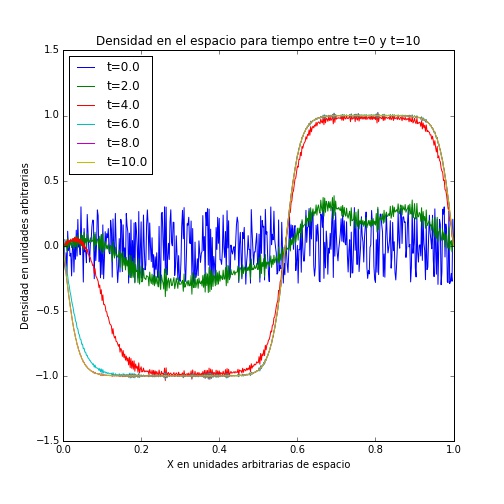 Densidad en el espacio para tiempo entre t=0 y t=10
1.5
1.0
0.5
0.0
−0.5
−1.0
−1.5
Densidad en unidades arbitrarias
t=0.0
t=2.0
t=4.0
t=6.0
t=8.0
t=10.0
0.0 0.2 0.4 0.6 0.8 1.0
X en unidades arbitrarias de espacio